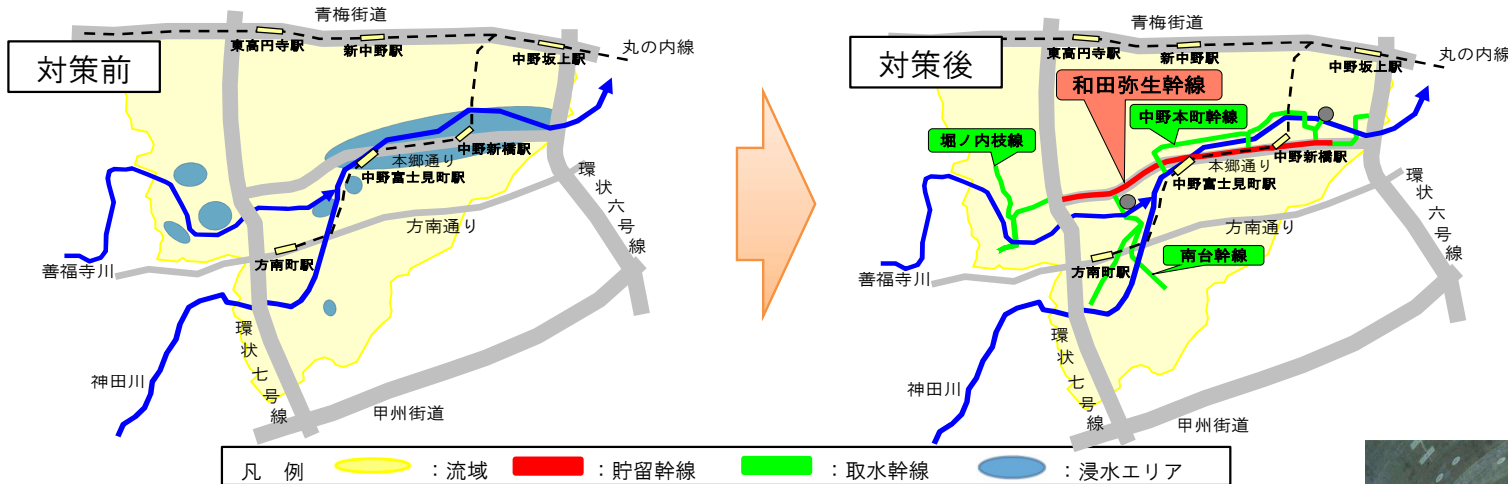 対策前
青梅街道
東高円寺駅
新中野駅
中野坂上駅
丸の内線
中野新橋駅
本郷通り
中野富士見町駅
方南通り
方南町駅
善福寺川
神田川
環状七号線
環状六号線
甲州街道
対策後
青梅街道
東高円寺駅
新中野駅
中野坂上駅
丸の内線
和田弥生幹線
中野本町幹線
堀ノ内枝線
中野新橋駅
本郷通り
中野富士見町駅
方南通り
方南町駅
南台幹線
善福寺川
神田川
環状七号線
環状六号線
甲州街道
凡 例 :流域 :貯留幹線 :取水幹線 :浸水エリア